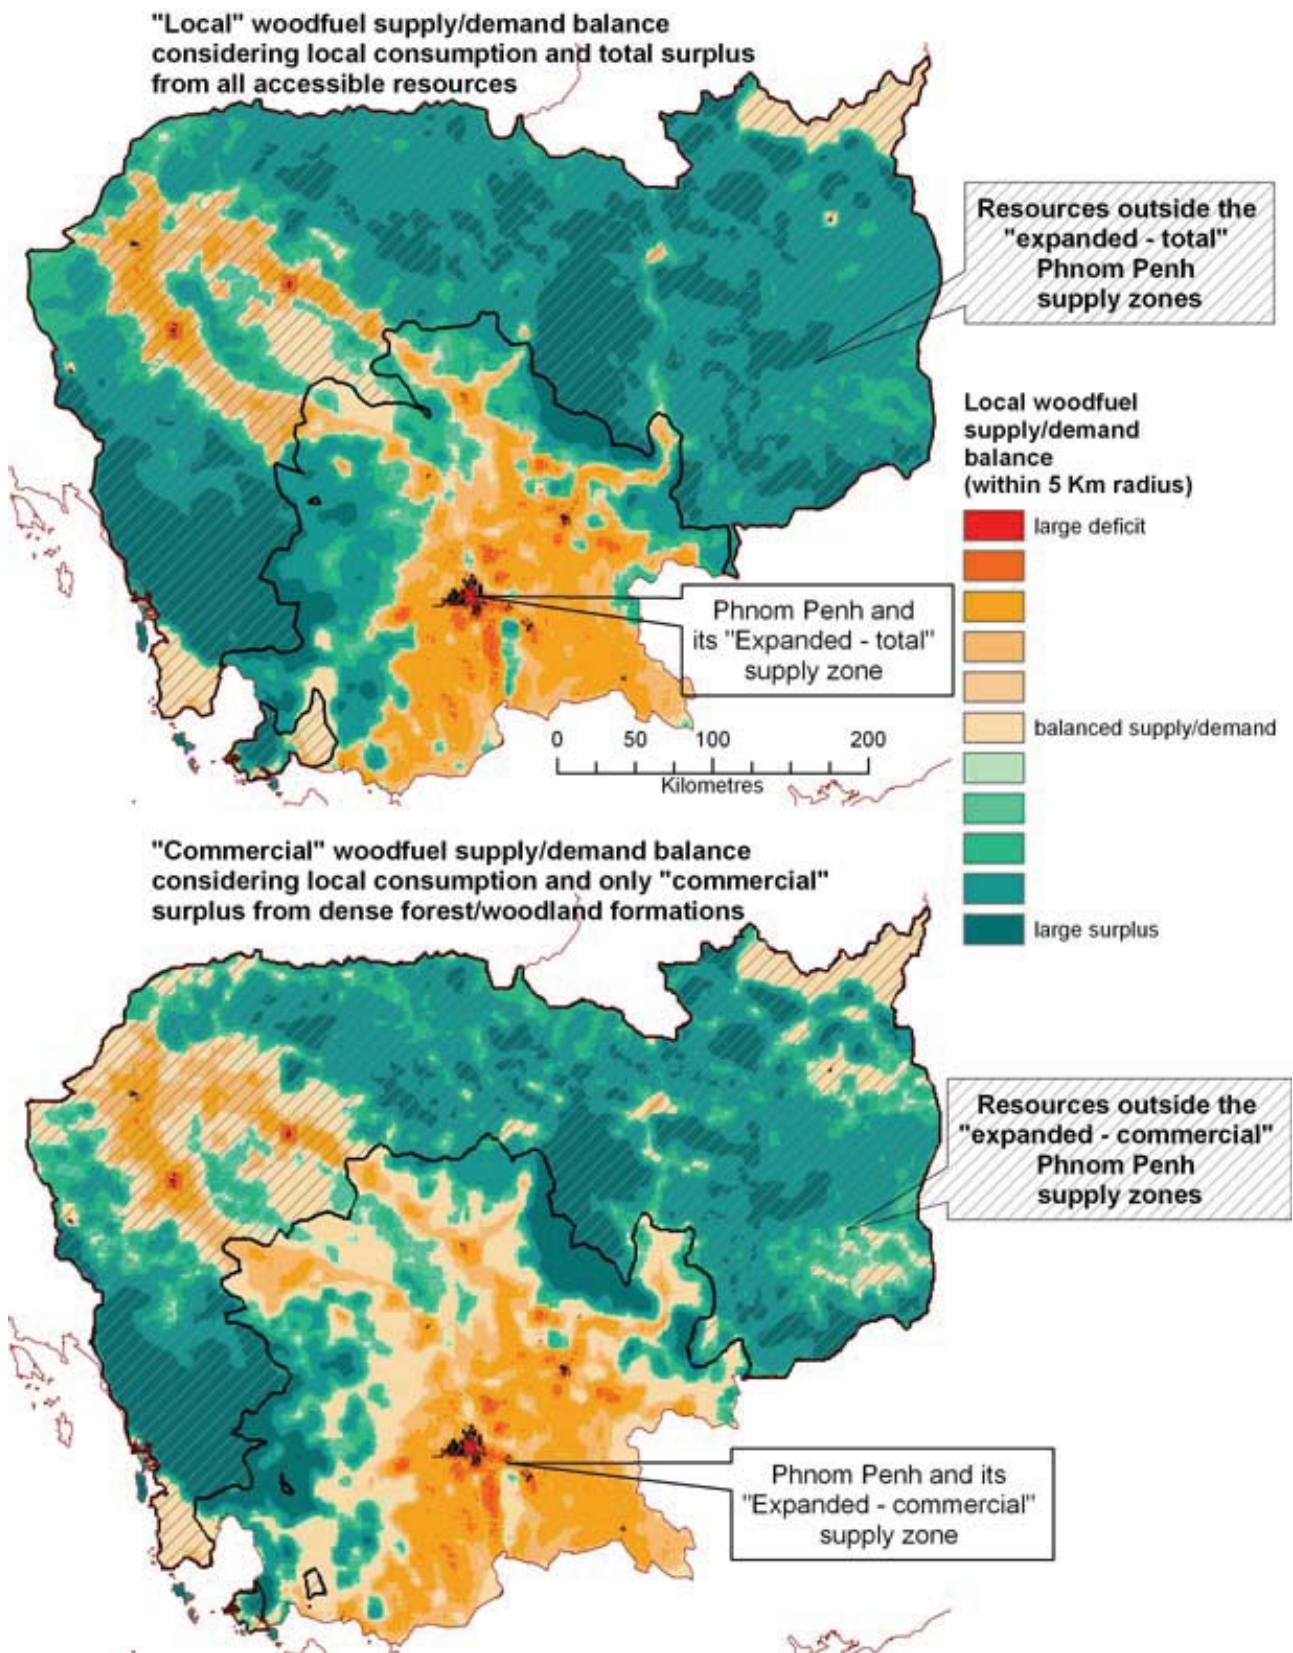 "Local" woodfuel supply/demand balance
considering local consumption and total surplus
from all accessible resources
Resources outside the
"expanded - total"
Phnom Penh
supply zones
Local woodfuel
supply/demand
balance
(within 5 Km radius)
large deficit
balanced supply/demand
large surplus
Phnom Penh and
its "Expanded - total"
supply zone
0 50 100 200
Kilometres
"Commercial" woodfuel supply/demand balance
considering local consumption and only "commercial"
surplus from dense forest/woodland formations
Resources outside the
"expanded - commercial"
Phnom Penh
supply zones
Phnom Penh and its
"Expanded - commercial"
supply zone